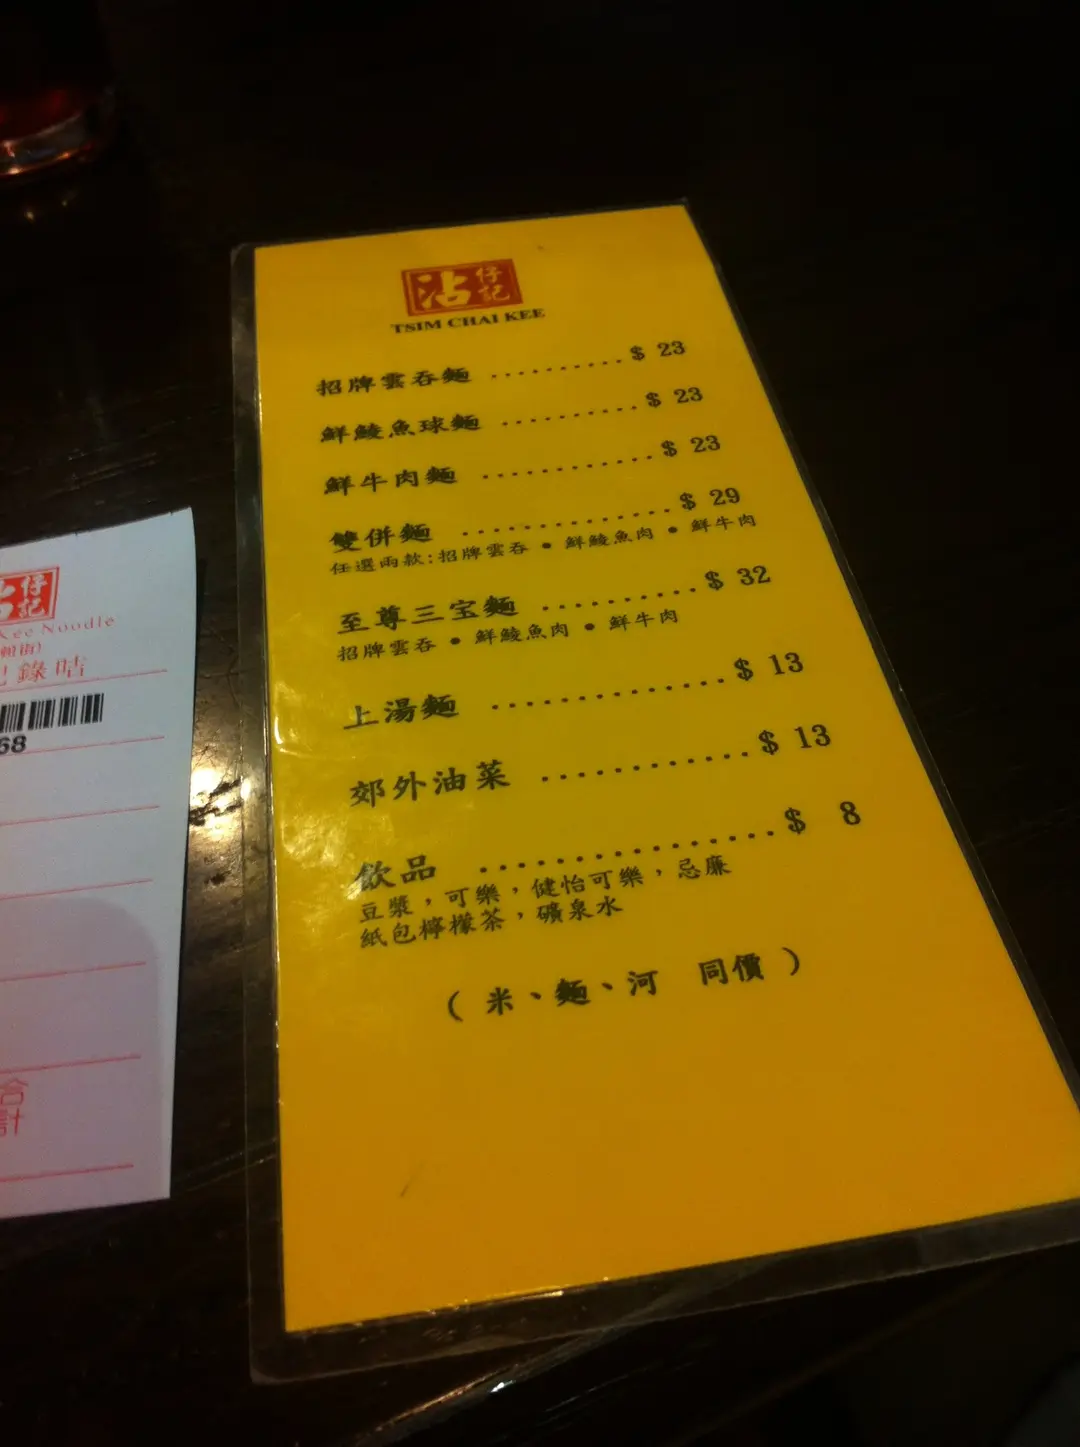 沾仔記
TSIM CHAI KEE
招牌雲吞麵 ..........$ 23
鮮鯪魚球麵 ..........$ 23
鮮牛肉麵 .............$ 23
雙併麵 ..............$ 29
任選兩款:招牌雲吞 • 鮮鯪魚肉 • 鮮牛肉
至尊三宝麵 ..........$ 32
招牌雲吞 • 鮮鯪魚肉 • 鮮牛肉
上湯麵 ..............$ 13
郊外油菜 ............$ 13
飲品 ................$ 8
豆漿，可樂，健怡可樂，忌廉
紙包檸檬茶，礦泉水
( 米、麵、河 同價 )
仔記
Kee Noodle
錄咭
68
合計